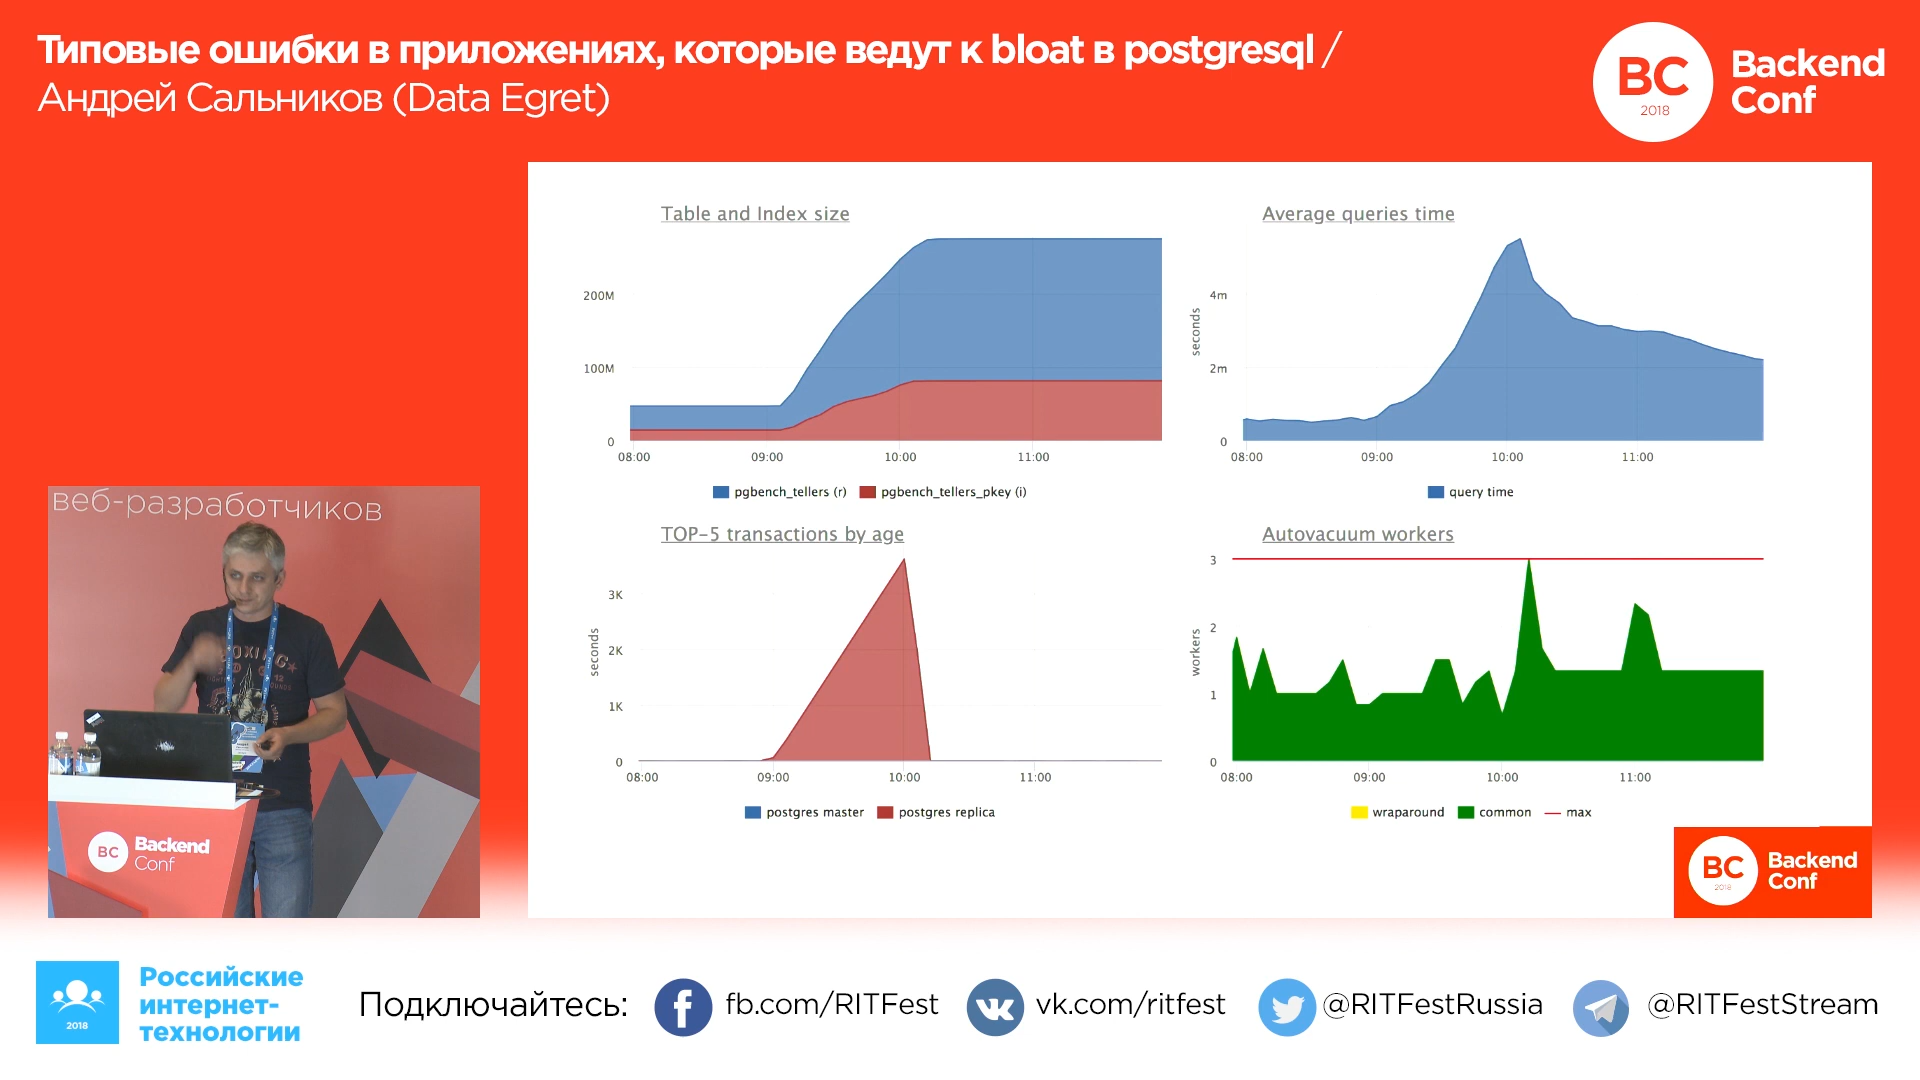 Типовые ошибки в приложениях, которые ведут к bloat в postgresql /
Андрей Сальников (Data Egret)
BC
2018
Backend
Conf
Table and Index size
200M
100M
0
08:00 09:00 10:00 11:00
pgbench_tellers (r) pgbench_tellers_pkey (i)
Average queries time
seconds
4m
2m
0
08:00 09:00 10:00 11:00
query time
TOP-5 transactions by age
seconds
3K
2K
1K
0
08:00 09:00 10:00 11:00
postgres master postgres replica
Autovacuum workers
workers
3
2
1
0
08:00 09:00 10:00 11:00
wraparound common max
BC
2018
Backend
Conf
веб-разработчиков
BC
Backend
Conf
2018
Российские
интернет-
технологии
Подключайтесь:
fb.com/RITFest
vk.com/ritfest
@RITFestRussia
@RITFestStream